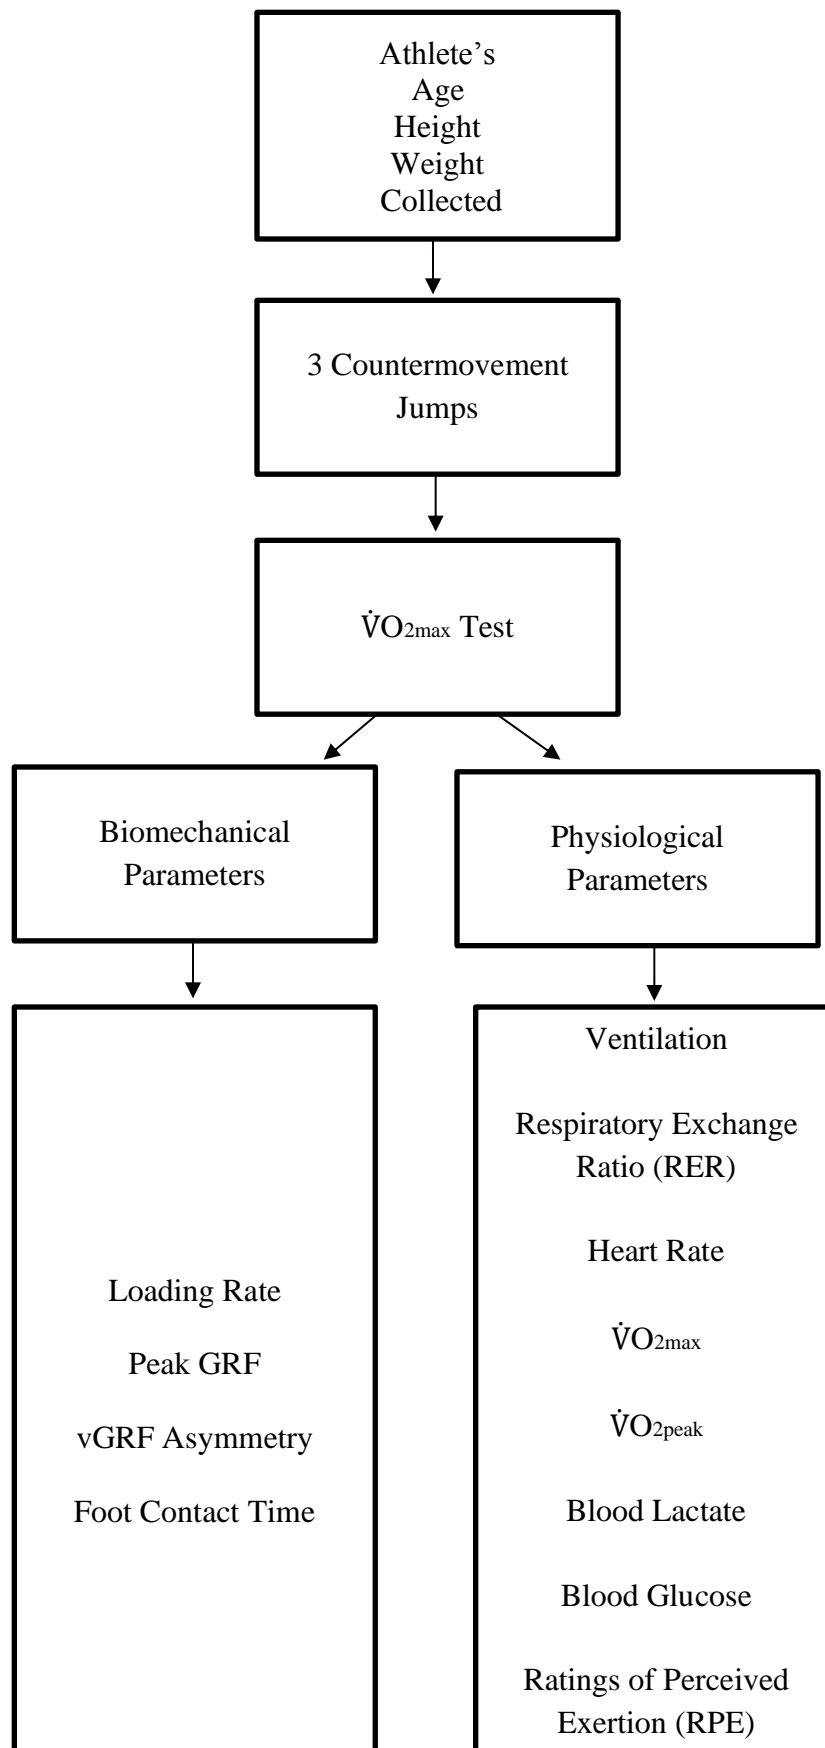 Athlete’s
Age
Height
Weight
Collected
3 Countermovement
Jumps
V̇O2max Test
Biomechanical
Parameters
Physiological
Parameters
Loading Rate
Peak GRF
vGRF Asymmetry
Foot Contact Time
Ventilation
Respiratory Exchange
Ratio (RER)
Heart Rate
V̇O2max
V̇O2peak
Blood Lactate
Blood Glucose
Ratings of Perceived
Exertion (RPE)